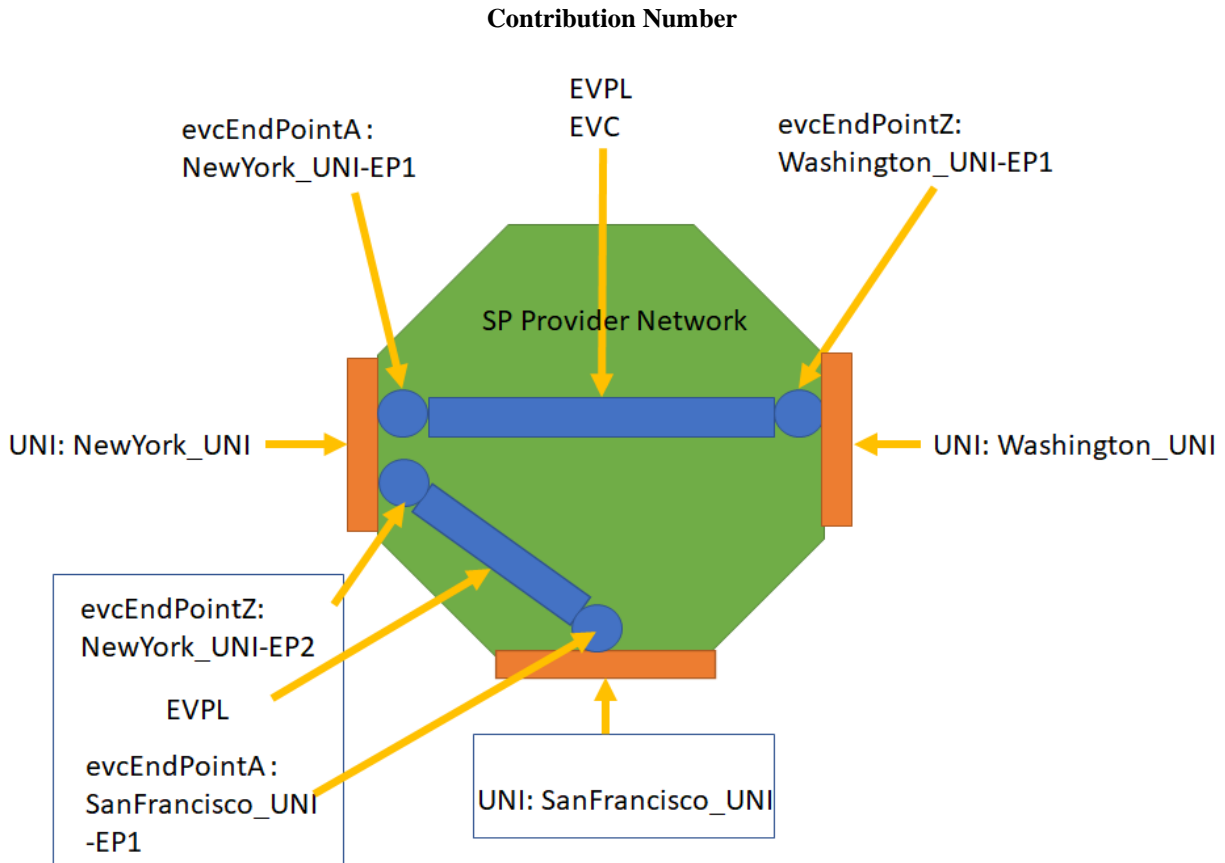 Contribution Number
EVPL
EVC
evcEndPointA :
NewYork_UNI-EP1
evcEndPointZ:
Washington_UNI-EP1
SP Provider Network
UNI: NewYork_UNI
UNI: Washington_UNI
evcEndPointZ:
NewYork_UNI-EP2
EVPL
evcEndPointA :
SanFrancisco_UNI
-EP1
UNI: SanFrancisco_UNI